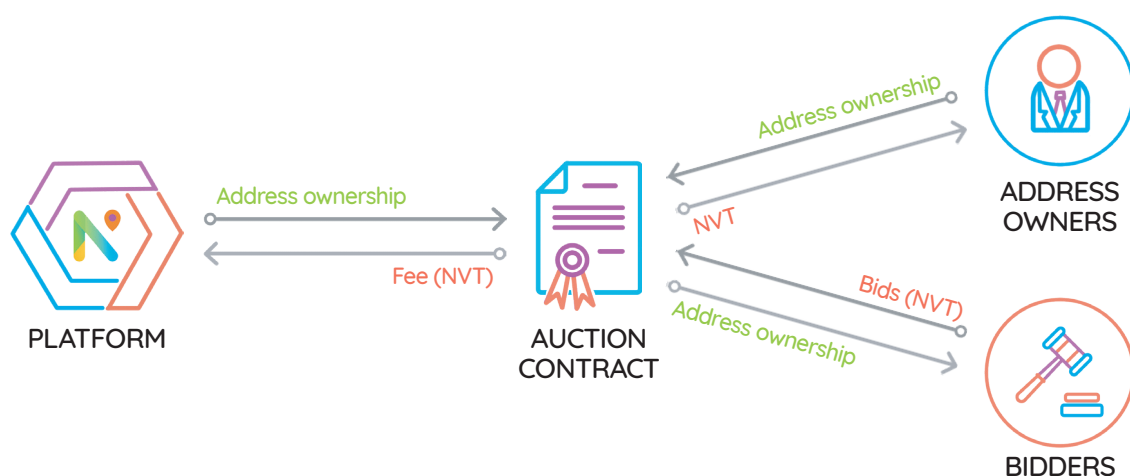 Address ownership
Fee (NVT)
PLATFORM
AUCTION
CONTRACT
Address ownership
NVT
ADDRESS
OWNERS
Bids (NVT)
Address ownership
BIDDERS